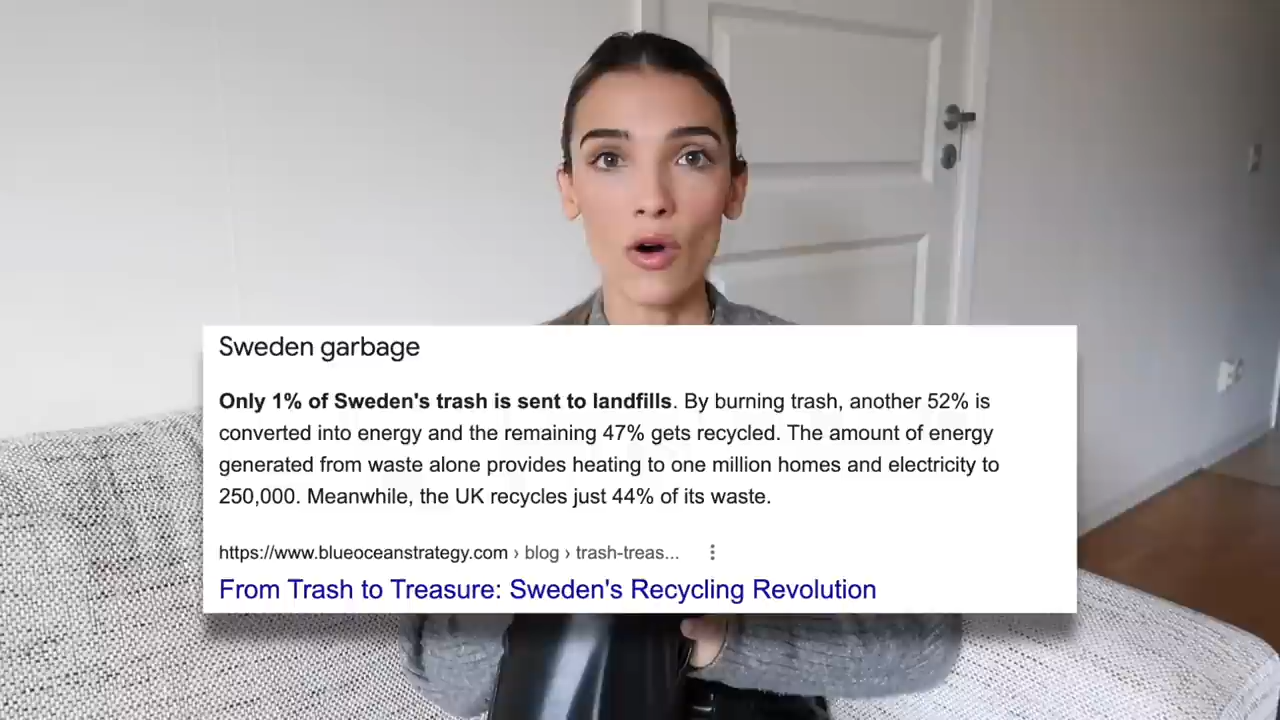 Sweden garbage
Only 1% of Sweden's trash is sent to landfills. By burning trash, another 52% is
converted into energy and the remaining 47% gets recycled. The amount of energy
generated from waste alone provides heating to one million homes and electricity to
250,000. Meanwhile, the UK recycles just 44% of its waste.
https://www.blueoceanstrategy.com › blog › trash-treas...
From Trash to Treasure: Sweden's Recycling Revolution